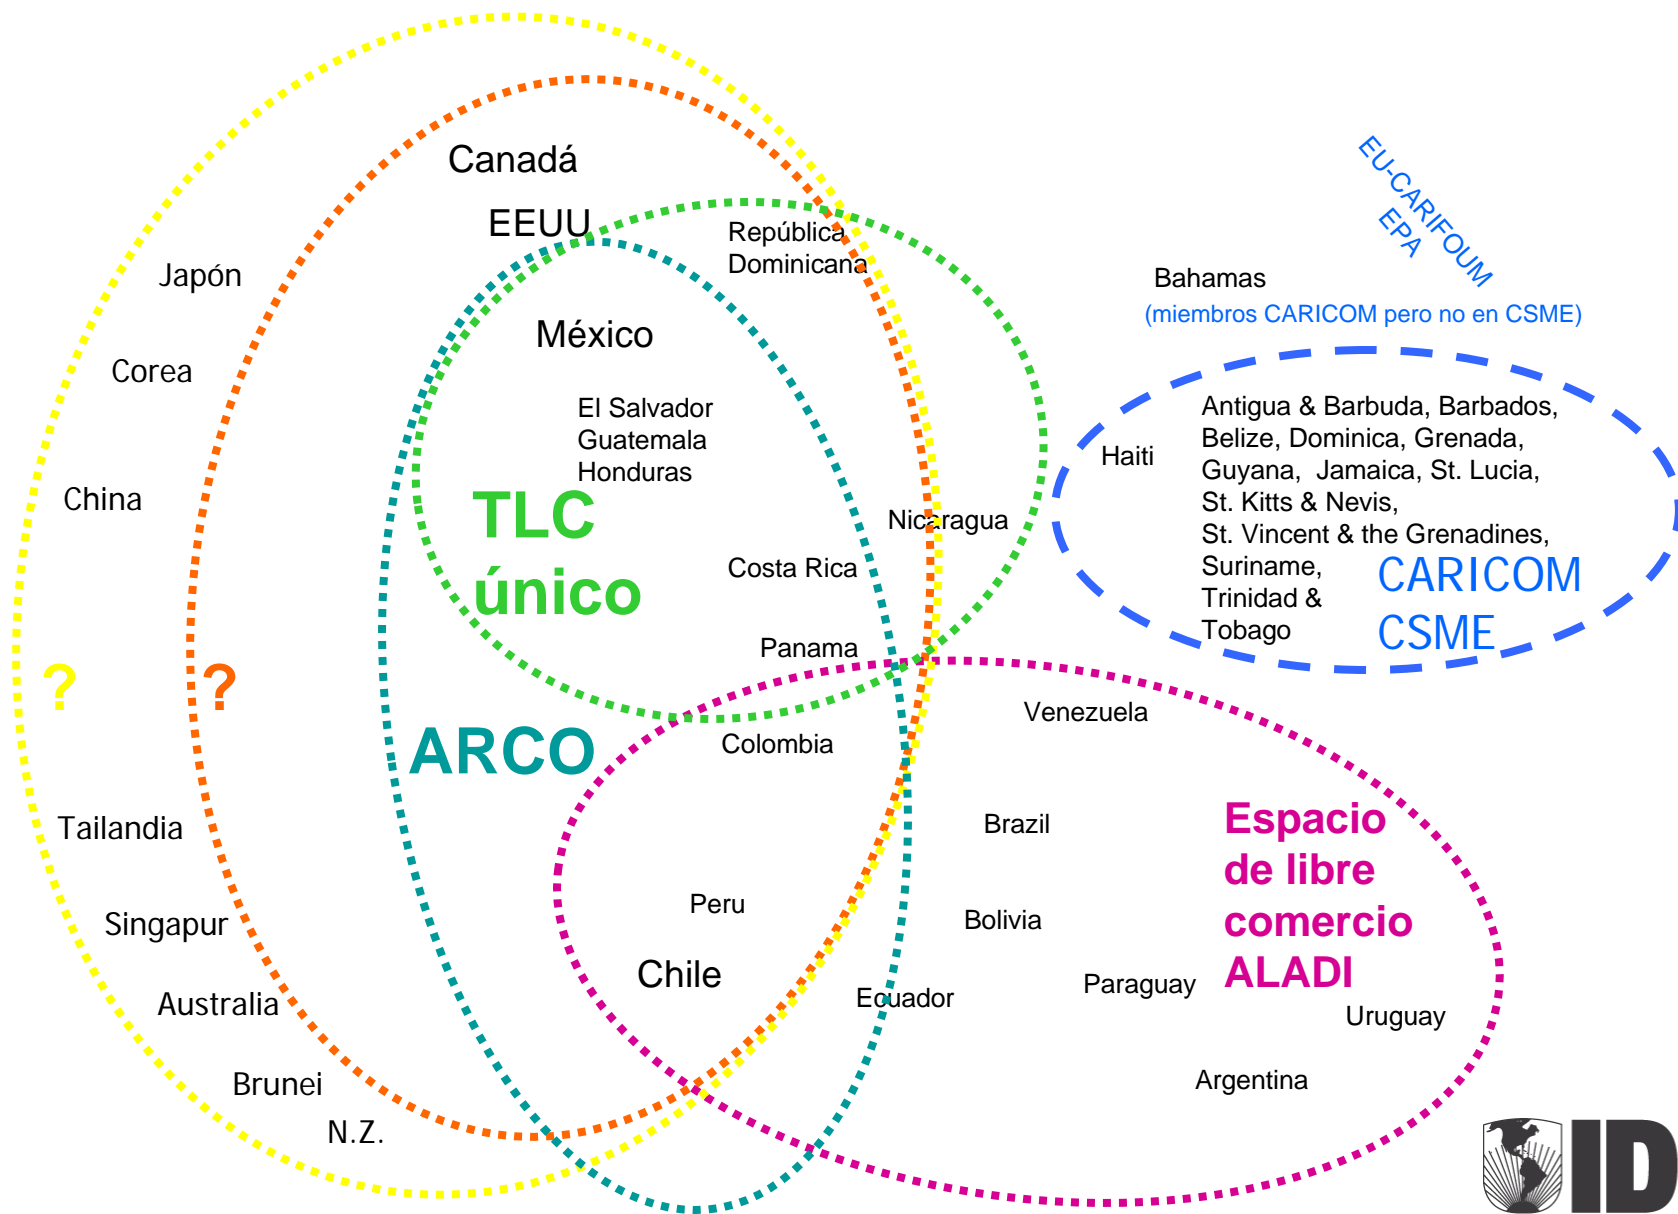 Canadá
EEUU
República
Dominicana
Japón
México
Corea
El Salvador
Guatemala
Honduras
China
TLC
único
Nicaragua
Costa Rica
Panama
?
?
ARCO
Colombia
Venezuela
Tailandia
Brazil
Peru
Singapur
Bolivia
Chile
Australia
Ecuador
Paraguay
Uruguay
Brunei
Argentina
N.Z.
Espacio
de libre
comercio
ALADI
EU-CARIFOUM
EPA
Bahamas
(miembros CARICOM pero no en CSME)
Haiti
Antigua & Barbuda, Barbados,
Belize, Dominica, Grenada,
Guyana, Jamaica, St. Lucia,
St. Kitts & Nevis,
St. Vincent & the Grenadines,
Suriname,
Trinidad &
Tobago
CARICOM
CSME
ID